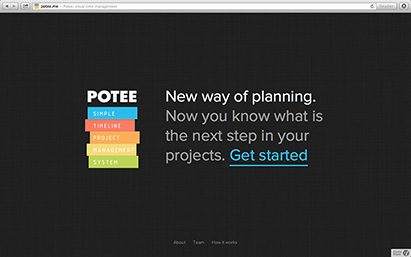 potee.me — Potee, visual time management
POTEE
SIMPLE
TIMELINE
PROJECT
MANAGEMENT
SYSTEM
New way of planning.
Now you know what is
the next step in your
projects. Get started
About Team How it works